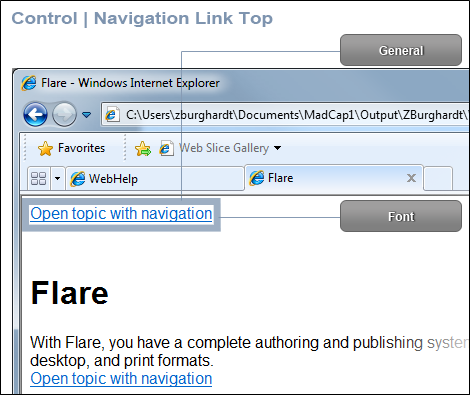 Control | Navigation Link Top
General
Flare - Windows Internet Explorer
C:\Users\zburghardt\Documents\MadCap1\Output\ZBurghardt\
Favorites Web Slice Gallery
WebHelp Flare
Open topic with navigation
Font
Flare
With Flare, you have a complete authoring and publishing system
desktop, and print formats.
Open topic with navigation